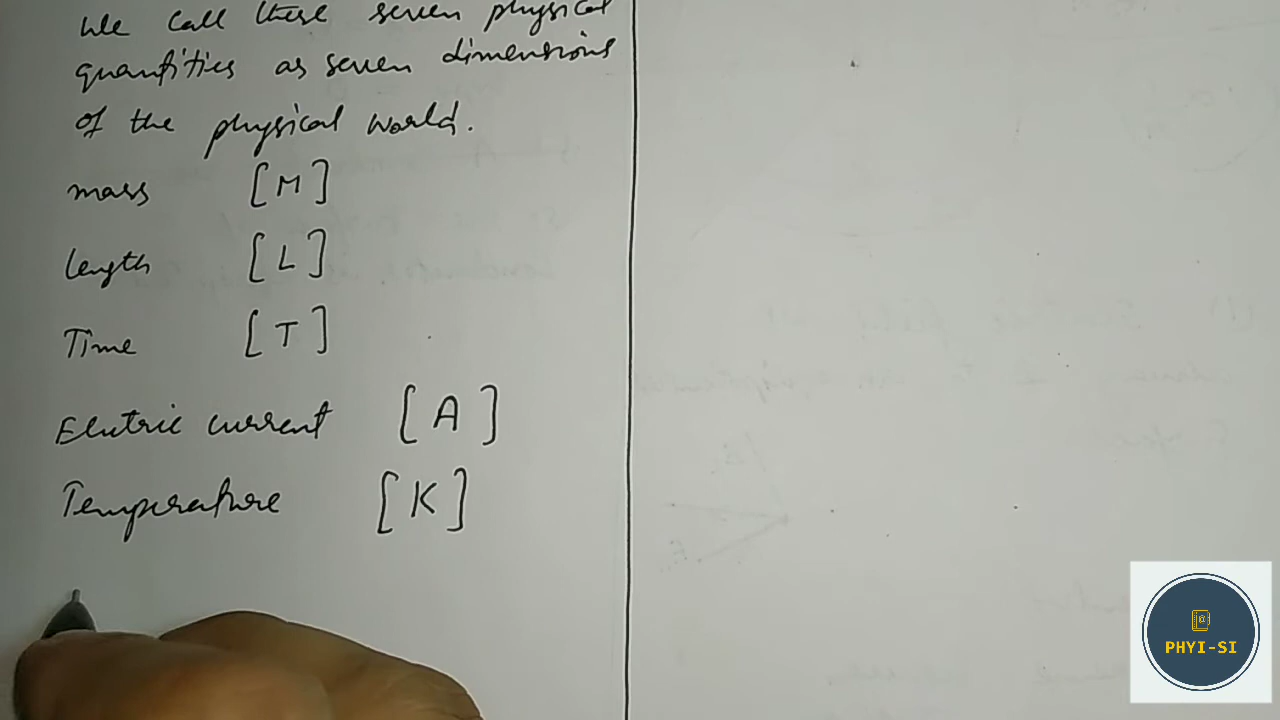 We call these seven physical
quantities as seven dimensions
of the physical world.
mass [M]
length [L]
Time [T]
Electric current [A]
Temperature [K]
PHYI-SI